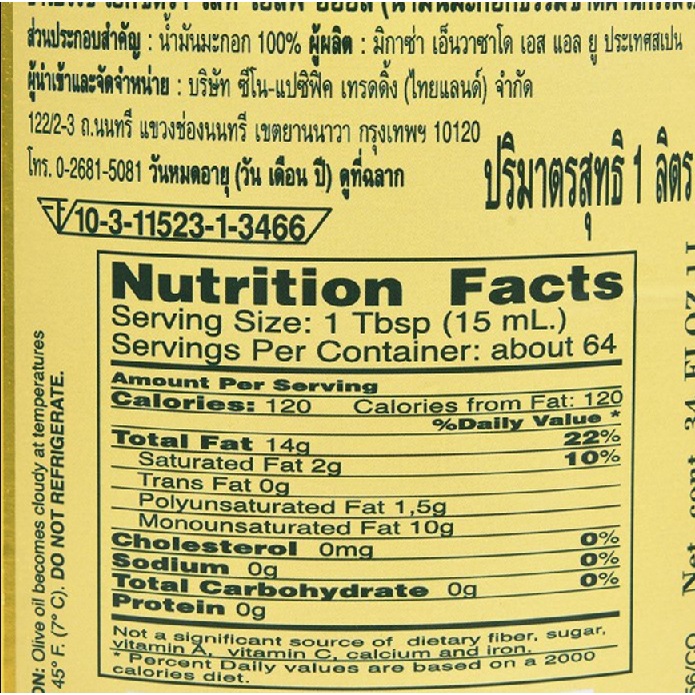 ส่วนประกอบสำคัญ : น้ำมันมะกอก 100% ผู้ผลิต : มิกาซ่า เอ็นวาซาโด เอส แอล ยู ประเทศสเปน
ผู้นำเข้าและจัดจำหน่าย : บริษัท ซีโน-แปซิฟิค เทรดดิ้ง (ไทยแลนด์) จำกัด
122/2-3 ถ.นนทรี แขวงช่องนนทรี เขตยานนาวา กรุงเทพฯ 10120
โทร. 0-2681-5081 วันหมดอายุ (วัน เดือน ปี) ดูที่ฉลาก
ปริมาตรสุทธิ 1 ลิตร
10-3-11523-1-3466
Nutrition Facts
Serving Size: 1 Tbsp (15 mL.)
Servings Per Container: about 64
Amount Per Serving
Calories: 120 Calories from Fat: 120
%Daily Value *
Total Fat 14g 22%
Saturated Fat 2g 10%
Trans Fat 0g
Polyunsaturated Fat 1,5g
Monounsaturated Fat 10g
Cholesterol 0mg 0%
Sodium 0g 0%
Total Carbohydrate 0g 0%
Protein 0g
Not a significant source of dietary fiber, sugar,
vitamin A, vitamin C, calcium and iron.
* Percent Daily values are based on a 2000
calories diet.
ON: Olive oil becomes cloudy at temperatures
45° F. (7° C). DO NOT REFRIGERATE.
Net cont. 34 FL OZ